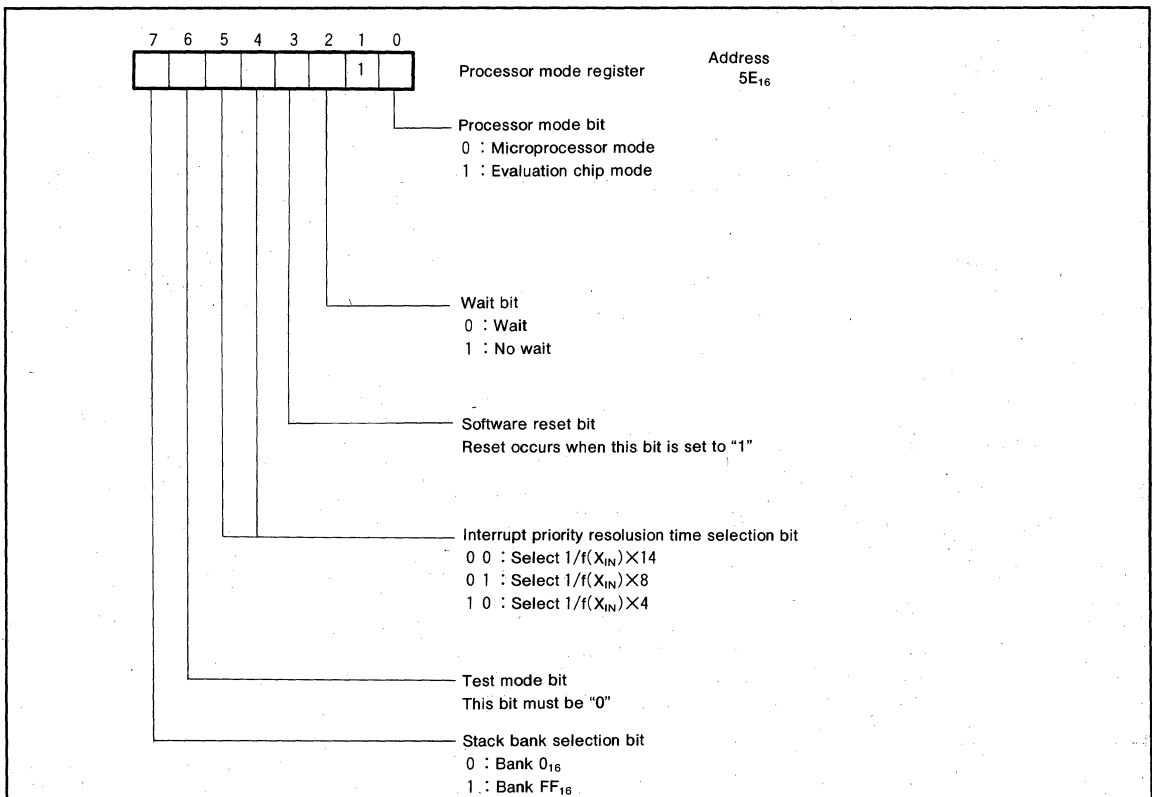 7 6 5 4 3 2 1 0
1
Processor mode register
Address
5E₁₆
Processor mode bit
0 : Microprocessor mode
1 : Evaluation chip mode
Wait bit
0 : Wait
1 : No wait
Software reset bit
Reset occurs when this bit is set to “1”
Interrupt priority resolusion time selection bit
0 0 : Select 1/f(X_IN)×14
0 1 : Select 1/f(X_IN)×8
1 0 : Select 1/f(X_IN)×4
Test mode bit
This bit must be “0”
Stack bank selection bit
0 : Bank 0₁₆
1 : Bank FF₁₆